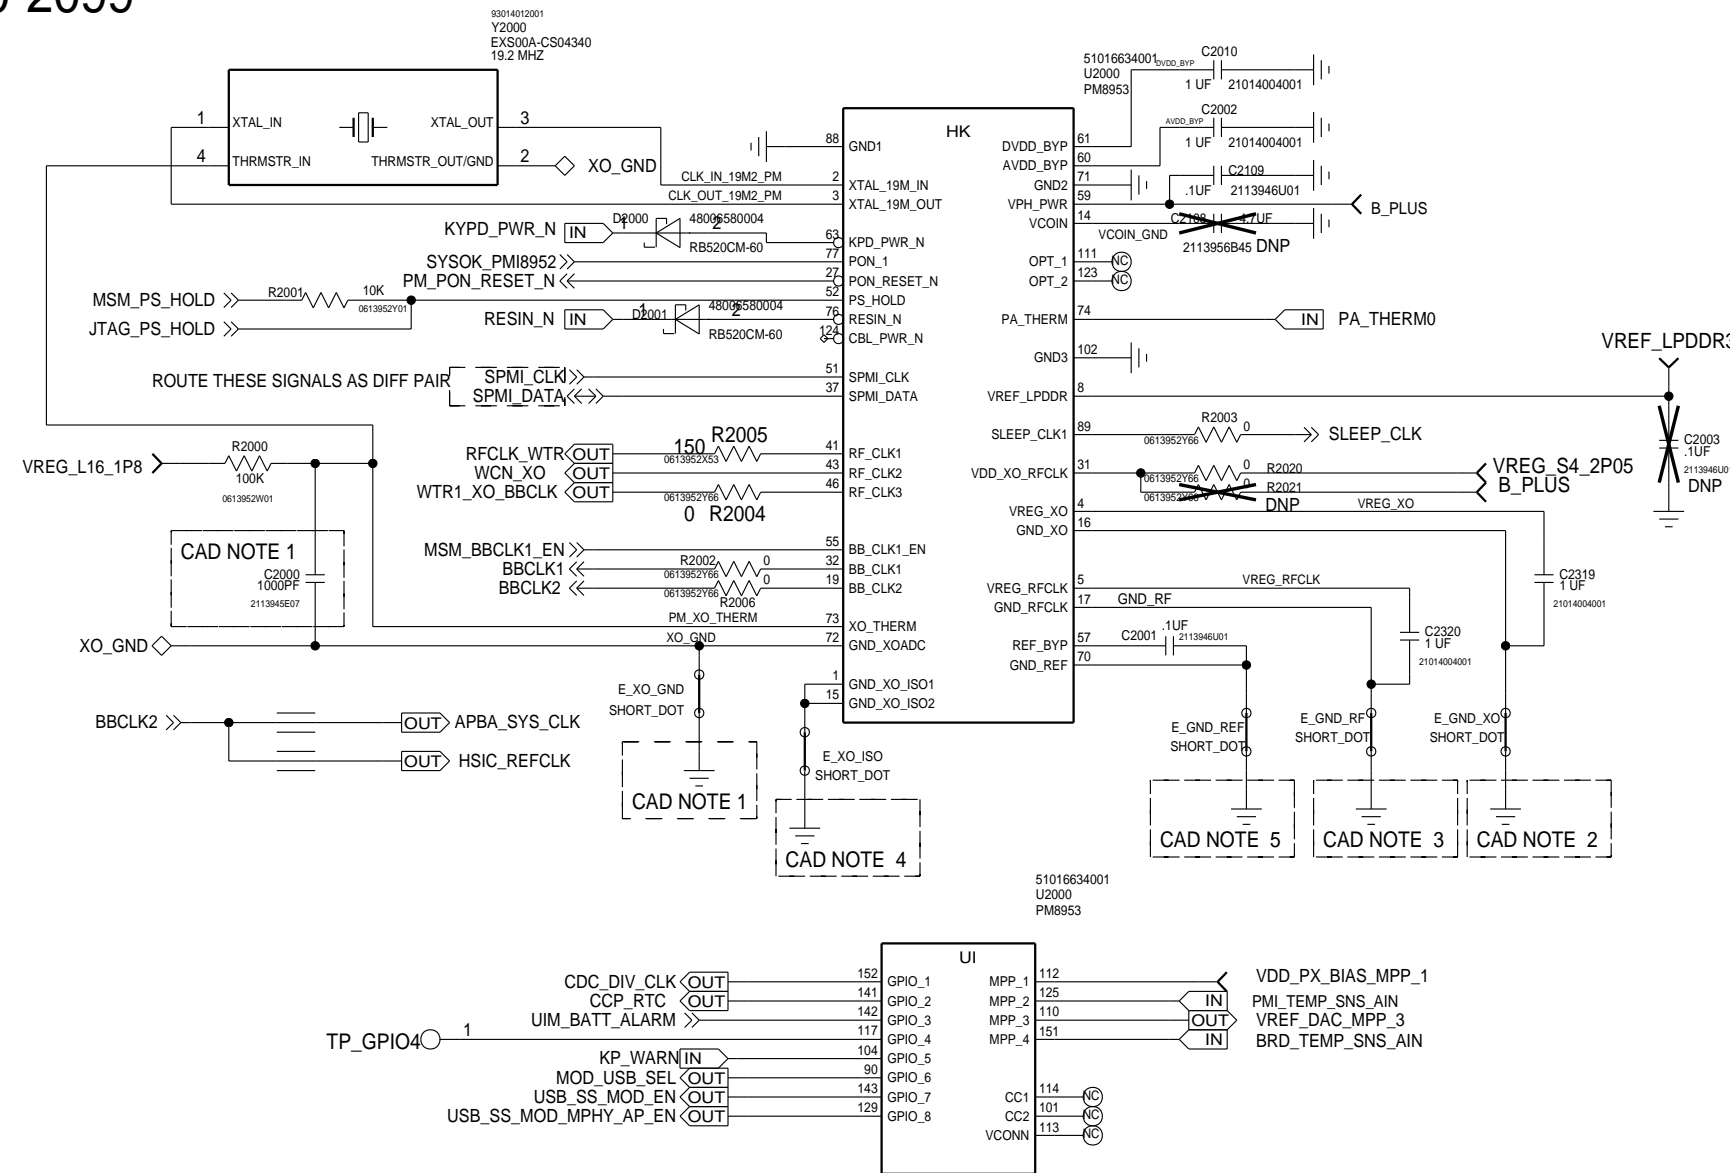 93014012001
Y2000
EXS00A-CS04340
19.2 MHZ
1
XTAL_IN
XTAL_OUT
3
4
THRMSTR_IN
THRMSTR_OUT/GND
2
XO_GND
51016634001
U2000
PM8953
DVDD_BYP
C2010
1 UF
21014004001
AVDD_BYP
C2002
1 UF
21014004001
C2109
.1UF
2113946U01
B_PLUS
C2108
4.7UF
VCOIN_GND
2113956B45
DNP
HK
88
GND1
CLK_IN_19M2_PM
2
XTAL_19M_IN
CLK_OUT_19M2_PM
3
XTAL_19M_OUT
KYPD_PWR_N
IN
1
D2000
2
48006580004
RB520CM-60
63
KPD_PWR_N
SYSOK_PMI8952
77
PON_1
PM_PON_RESET_N
27
PON_RESET_N
MSM_PS_HOLD
R2001
10K
0613952Y01
52
PS_HOLD
JTAG_PS_HOLD
RESIN_N
IN
1
D2001
2
48006580004
RB520CM-60
76
RESIN_N
124
CBL_PWR_N
ROUTE THESE SIGNALS AS DIFF PAIR
SPMI_CLK
51
SPMI_CLK
SPMI_DATA
37
SPMI_DATA
RFCLK_WTR
OUT
150
R2005
0613952X53
41
RF_CLK1
WCN_XO
OUT
43
RF_CLK2
WTR1_XO_BBCLK
OUT
0613952Y66
0
R2004
46
RF_CLK3
MSM_BBCLK1_EN
55
BB_CLK1_EN
BBCLK1
R2002
0
0613952Y66
32
BB_CLK1
BBCLK2
0
0613952Y66
R2006
19
BB_CLK2
PM_XO_THERM
73
XO_THERM
XO_GND
72
GND_XOADC
1
GND_XO_ISO1
15
GND_XO_ISO2
VREG_L16_1P8
R2000
100K
0613952W01
CAD NOTE 1
C2000
1000PF
2113945E07
XO_GND
DVDD_BYP
61
AVDD_BYP
60
GND2
71
VPH_PWR
59
VCOIN
14
OPT_1
111
NC
OPT_2
123
NC
PA_THERM
74
IN
PA_THERM0
GND3
102
VREF_LPDDR
8
VREF_LPDDR3
C2003
.1UF
2113946U01
DNP
SLEEP_CLK1
89
R2003
0
0613952Y66
SLEEP_CLK
VDD_XO_RFCLK
31
0613952Y66
0
R2020
VREG_S4_2P05
0613952Y66
0
R2021
DNP
B_PLUS
VREG_XO
4
VREG_XO
GND_XO
16
C2319
1 UF
21014004001
VREG_RFCLK
5
VREG_RFCLK
GND_RFCLK
17
GND_RF
C2320
1 UF
21014004001
REF_BYP
57
C2001
.1UF
2113946U01
GND_REF
70
BBCLK2
OUT
APBA_SYS_CLK
OUT
HSIC_REFCLK
E_XO_GND
SHORT_DOT
CAD NOTE 1
E_XO_ISO
SHORT_DOT
CAD NOTE 4
E_GND_REF
SHORT_DOT
CAD NOTE 5
E_GND_RF
SHORT_DOT
CAD NOTE 3
E_GND_XO
SHORT_DOT
CAD NOTE 2
51016634001
U2000
PM8953
UI
CDC_DIV_CLK
OUT
152
GPIO_1
CCP_RTC
OUT
141
GPIO_2
UIM_BATT_ALARM
142
GPIO_3
TP_GPIO4
1
117
GPIO_4
KP_WARN
IN
104
GPIO_5
MOD_USB_SEL
OUT
90
GPIO_6
USB_SS_MOD_EN
OUT
143
GPIO_7
USB_SS_MOD_MPHY_AP_EN
OUT
129
GPIO_8
MPP_1
112
VDD_PX_BIAS_MPP_1
MPP_2
125
IN
PMI_TEMP_SNS_AIN
MPP_3
110
OUT
VREF_DAC_MPP_3
MPP_4
151
IN
BRD_TEMP_SNS_AIN
CC1
114
NC
CC2
101
NC
VCONN
113
NC